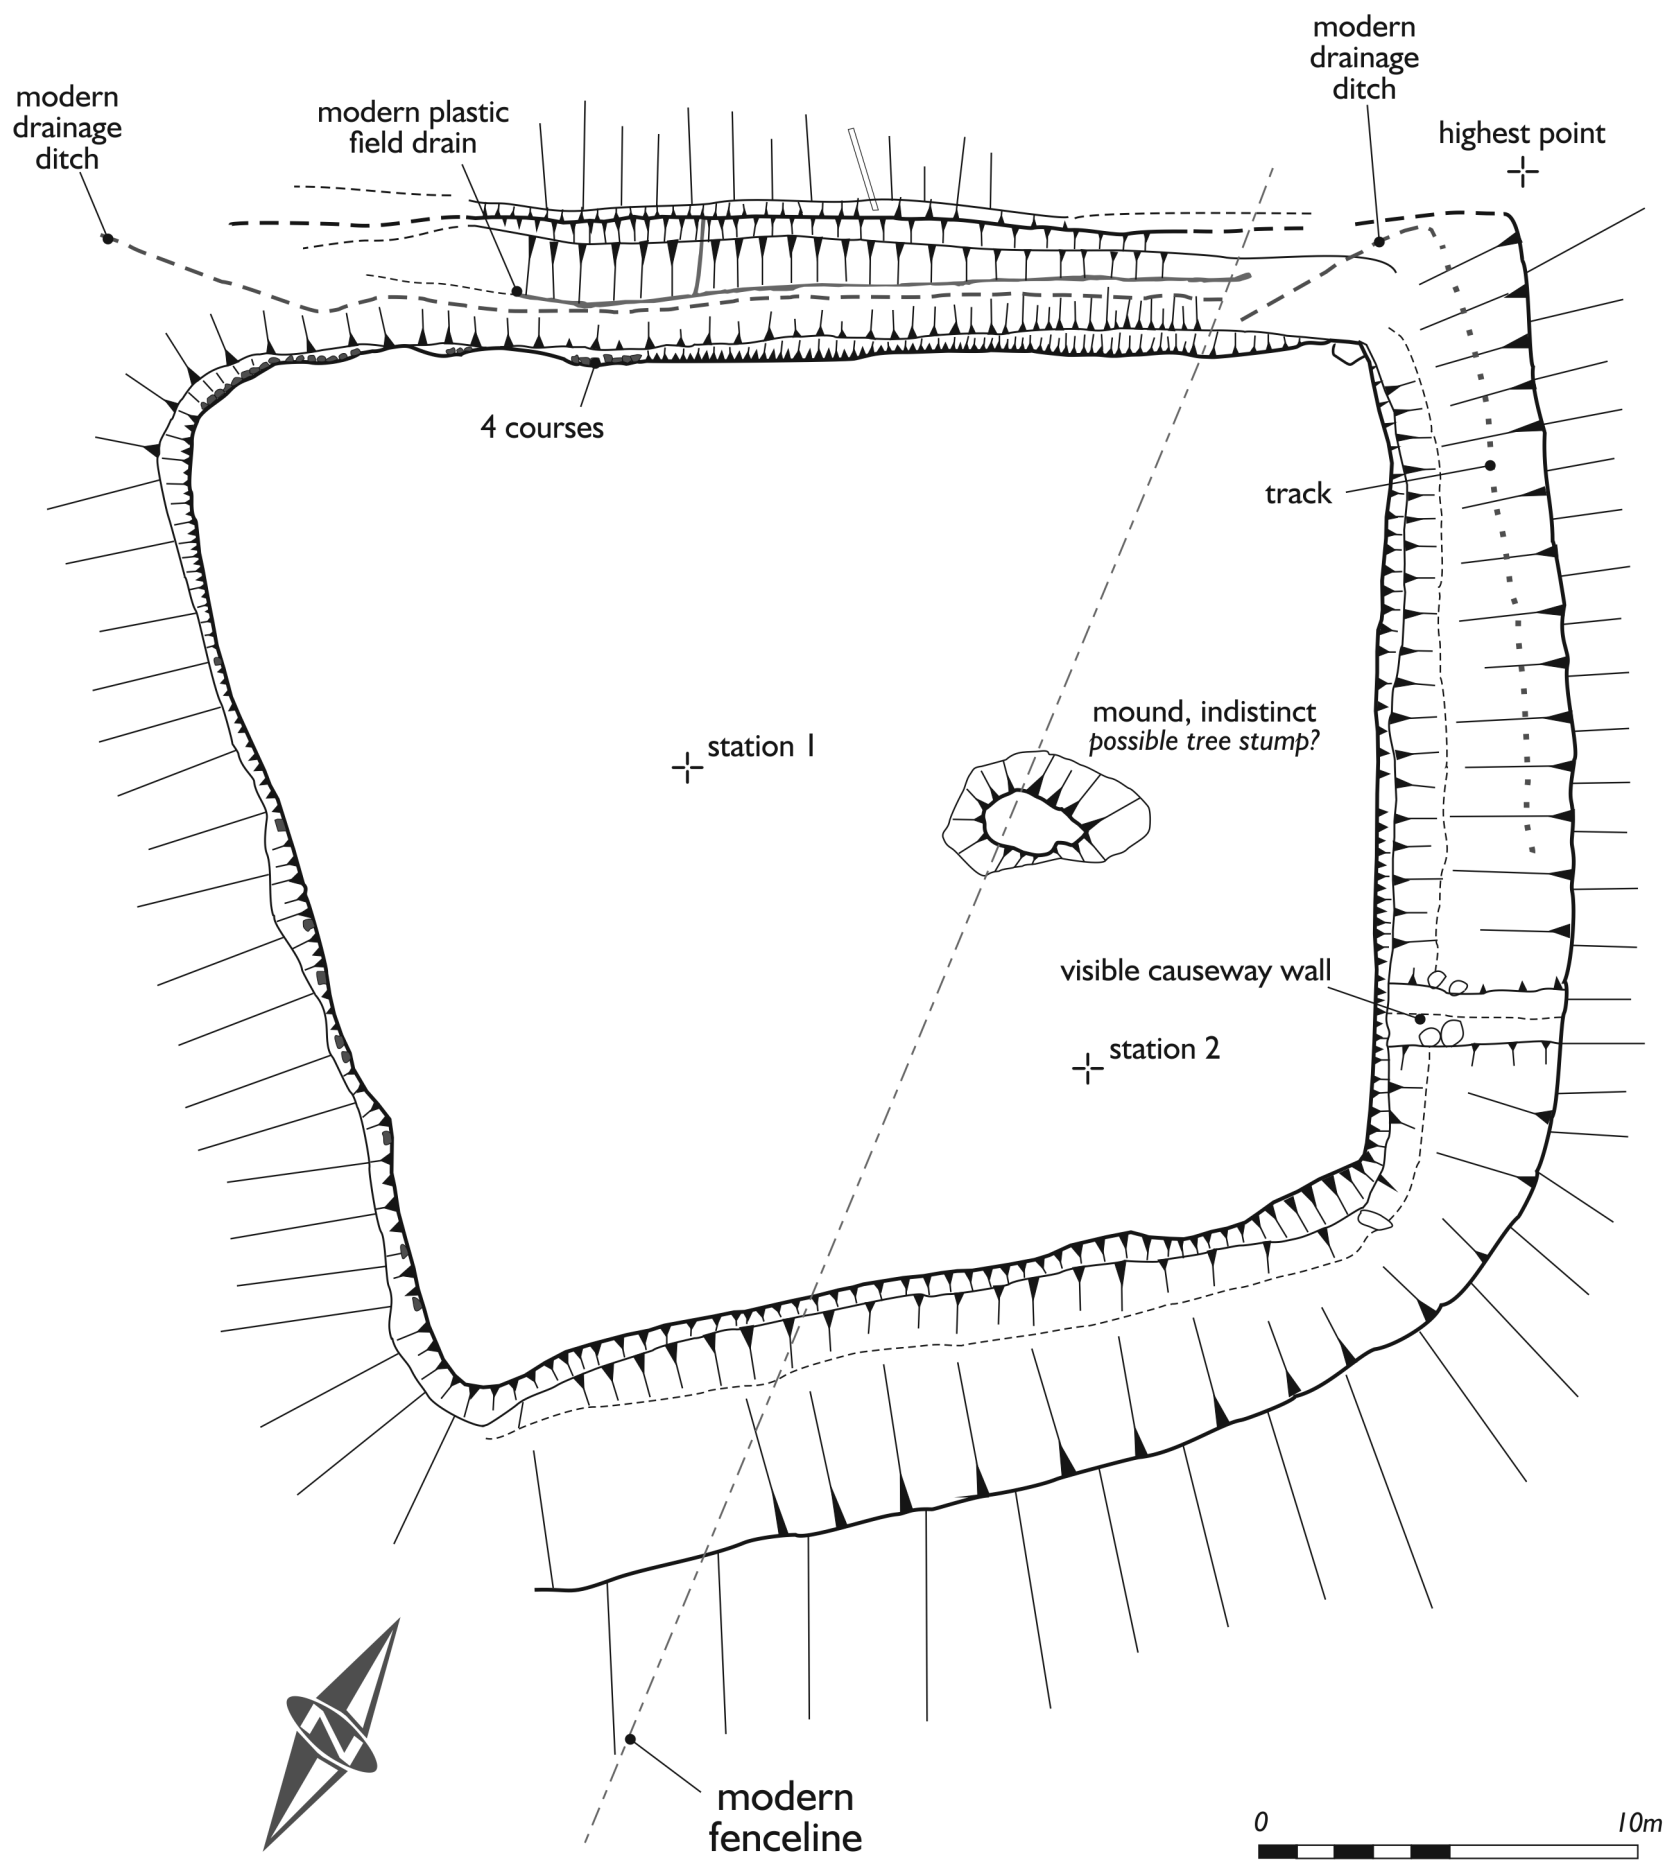 modern
drainage
ditch
modern plastic
field drain
modern
drainage
ditch
highest point
4 courses
track
station 1
mound, indistinct
possible tree stump?
visible causeway wall
station 2
N
modern
fenceline
0
10m